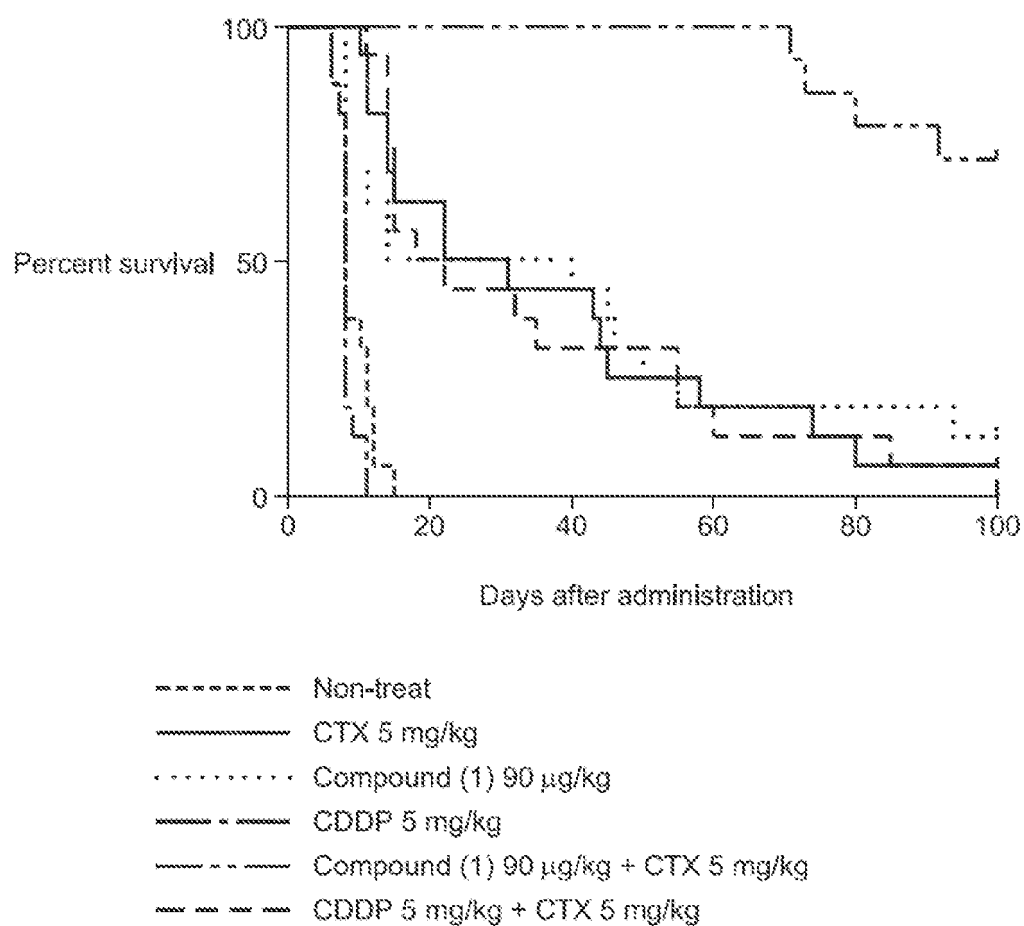 100
Percent survival 50
0
0 20 40 60 80 100
Days after administration
Non-treat
CTX 5 mg/kg
Compound (1) 90 μg/kg
CDDP 5 mg/kg
Compound (1) 90 μg/kg + CTX 5 mg/kg
CDDP 5 mg/kg + CTX 5 mg/kg